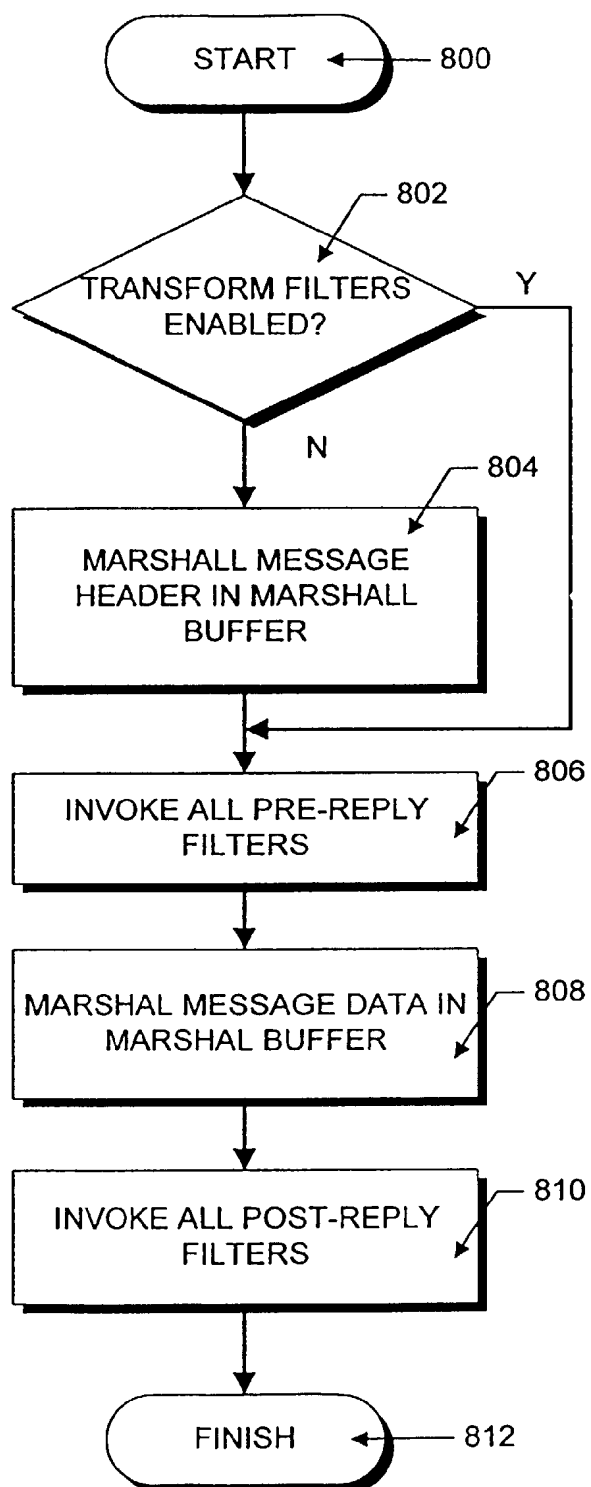 START
800
802
TRANSFORM FILTERS
ENABLED?
Y
N
804
MARSHALL MESSAGE
HEADER IN MARSHALL
BUFFER
806
INVOKE ALL PRE-REPLY
FILTERS
808
MARSHAL MESSAGE DATA IN
MARSHAL BUFFER
810
INVOKE ALL POST-REPLY
FILTERS
FINISH
812